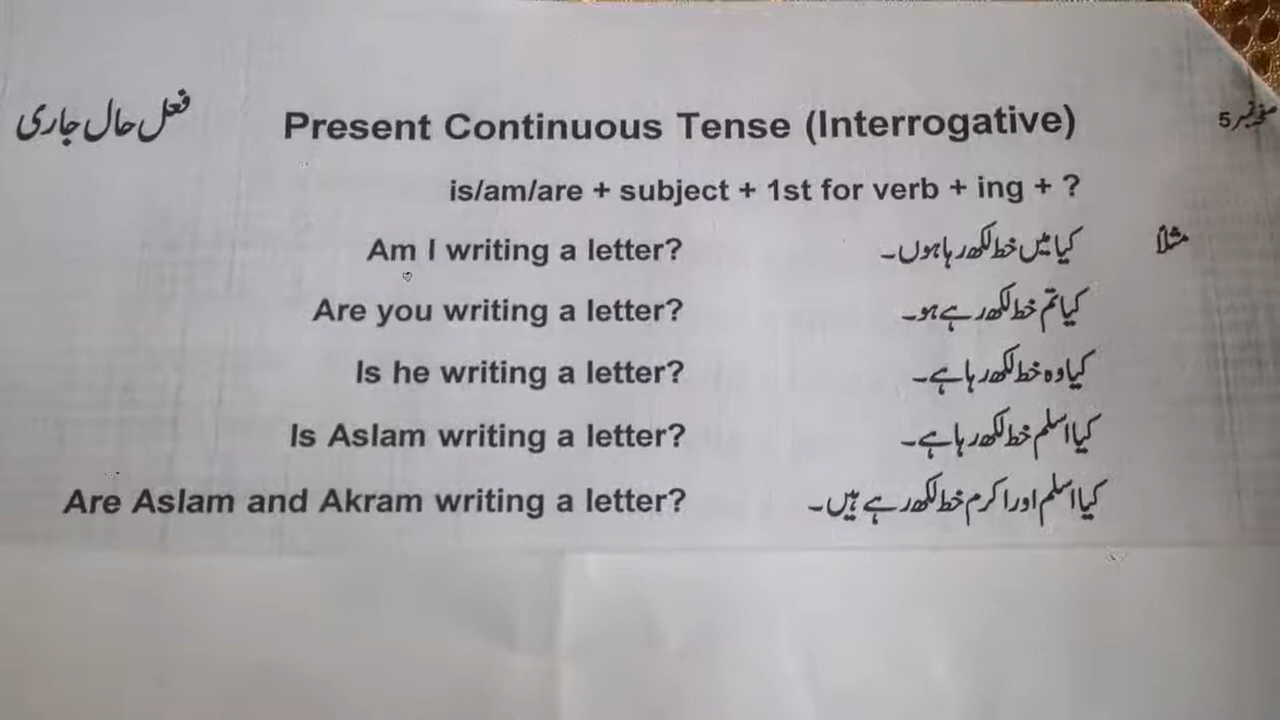 فعل حال جاری Present Continuous Tense (Interrogative) صفحہ نمبر 5
is/am/are + subject + 1st for verb + ing + ?
Am I writing a letter? کیا میں خط لکھ رہا ہوں۔ مثلاً
Are you writing a letter? کیا تم خط لکھ رہے ہو۔
Is he writing a letter? کیا وہ خط لکھ رہا ہے۔
Is Aslam writing a letter? کیا اسلم خط لکھ رہا ہے۔
Are Aslam and Akram writing a letter? کیا اسلم اور اکرم خط لکھ رہے ہیں۔